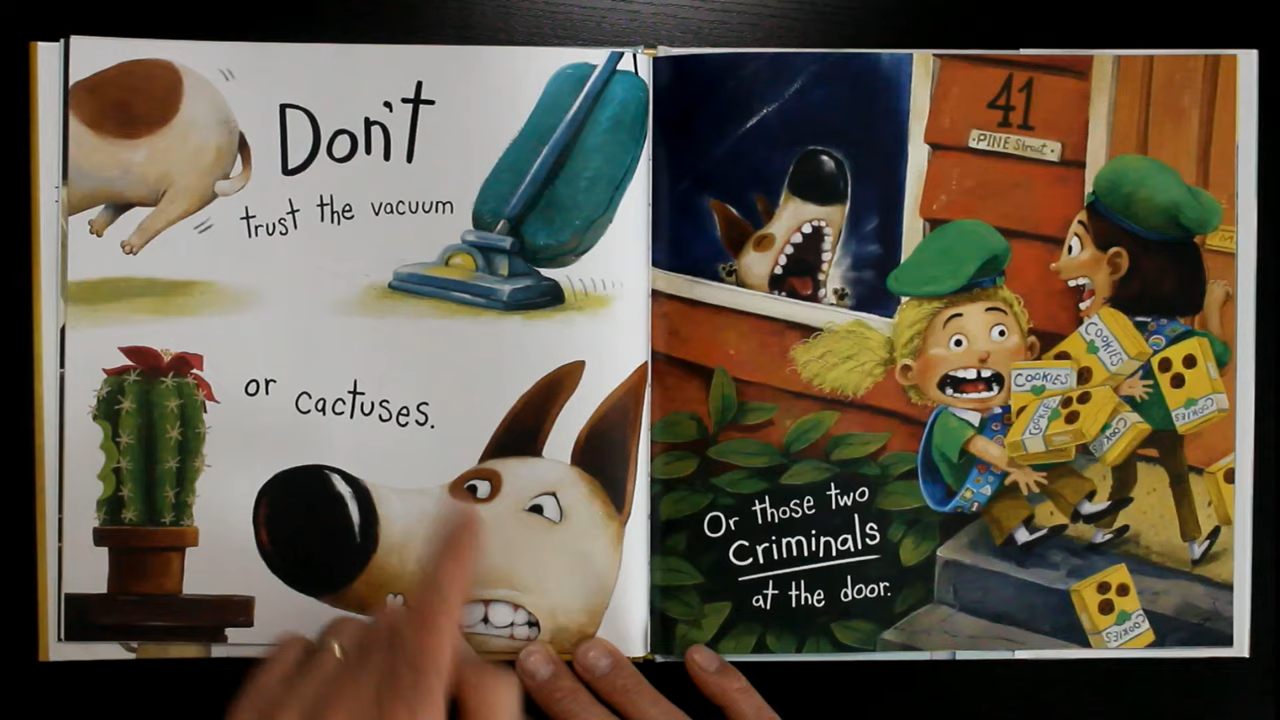 Don't
trust the vacuum
or cactuses.
41
PINE Street
COOKIES
COOKIES
COOKIES
COOKIES
COOKIES
Or those two
Criminals
at the door.
COOKIES